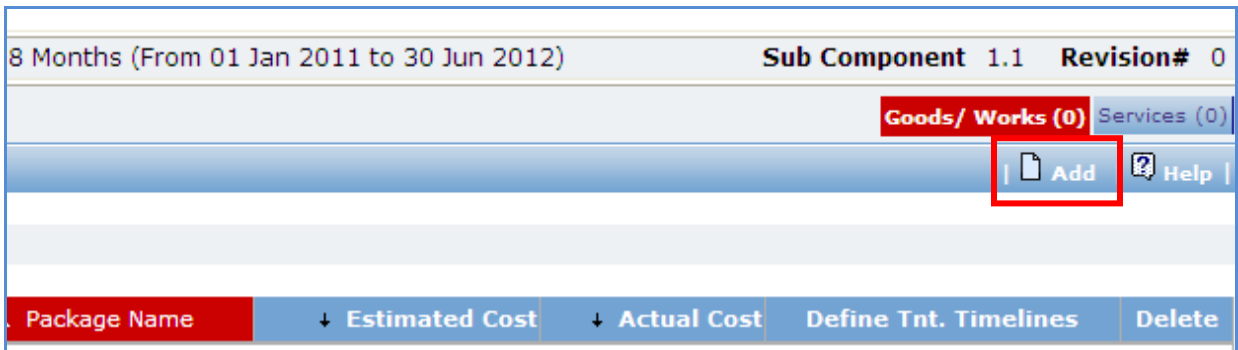 8 Months (From 01 Jan 2011 to 30 Jun 2012) Sub Component 1.1 Revision# 0
Goods/ Works (0) Services (0)
| Add Help |
Package Name ↓ Estimated Cost ↓ Actual Cost Define Tnt. Timelines Delete